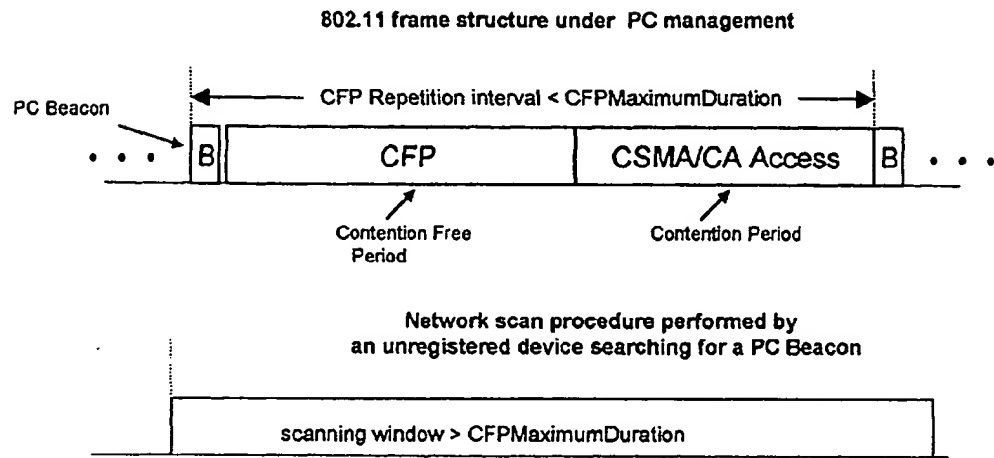 802.11 frame structure under PC management
CFP Repetition interval < CFPMaximumDuration
PC Beacon
B
CFP
CSMA/CA Access
B
Contention Free
Period
Contention Period
Network scan procedure performed by
an unregistered device searching for a PC Beacon
scanning window > CFPMaximumDuration